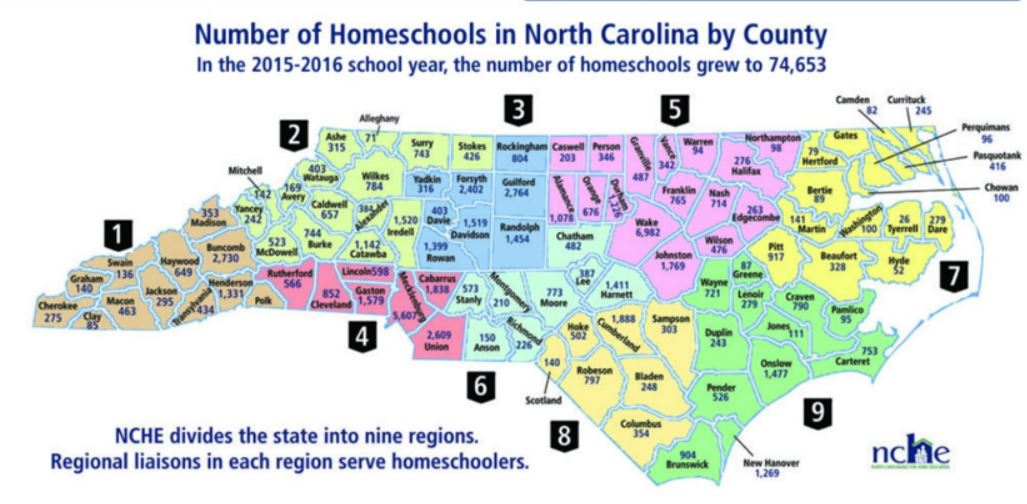 Number of Homeschools in North Carolina by County
In the 2015-2016 school year, the number of homeschools grew to 74,653
1
2
3
4
5
6
7
8
9
Alleghany
71
Ashe
315
Surry
743
Stokes
426
Rockingham
804
Caswell
203
Person
346
Granville
487
Vance
342
Warren
94
Northampton
98
Gates
79
Hertford
Camden
82
Currituck
245
Perquimans
96
Pasquotank
416
Chowan
100
Mitchell
142
403
Watauga
169
Avery
Wilkes
784
Yadkin
316
Forsyth
2,402
Guilford
2,764
Alamance
1,078
Orange
676
Durham
1,226
Franklin
765
276
Halifax
Nash
714
263
Edgecombe
Bertie
89
141
Martin
Washington
100
26
Tyerrell
279
Dare
353
Madison
Yancey
242
Caldwell
657
384
Alexander
1,520
Iredell
403
Davie
1,519
Davidson
Randolph
1,454
Chatham
482
Wake
6,982
Wilson
476
Pitt
917
Beaufort
328
Hyde
52
Buncomb
2,730
523
McDowell
744
Burke
1,142
Catawba
1,399
Rowan
Johnston
1,769
Swain
136
Haywood
649
Graham
140
Cherokee
275
Clay
85
Macon
463
Jackson
295
Transylvania
434
Henderson
1,331
Polk
Rutherford
566
852
Cleveland
Lincoln598
Gaston
1,579
Mecklenburg
5,607
Cabarrus
1,838
2,609
Union
573
Stanly
Montgomery
210
773
Moore
387
Lee
1,411
Harnett
150
Anson
Richmond
226
140
Scotland
Hoke
502
1,888
Cumberland
Sampson
303
Robeson
797
Bladen
248
Columbus
354
Wayne
721
87
Greene
Lenoir
279
Craven
790
Pamlico
95
Jones
111
753
Carteret
Duplin
243
Onslow
1,477
Pender
526
904
Brunswick
New Hanover
1,269
NCHE divides the state into nine regions.
Regional liaisons in each region serve homeschoolers.
nche